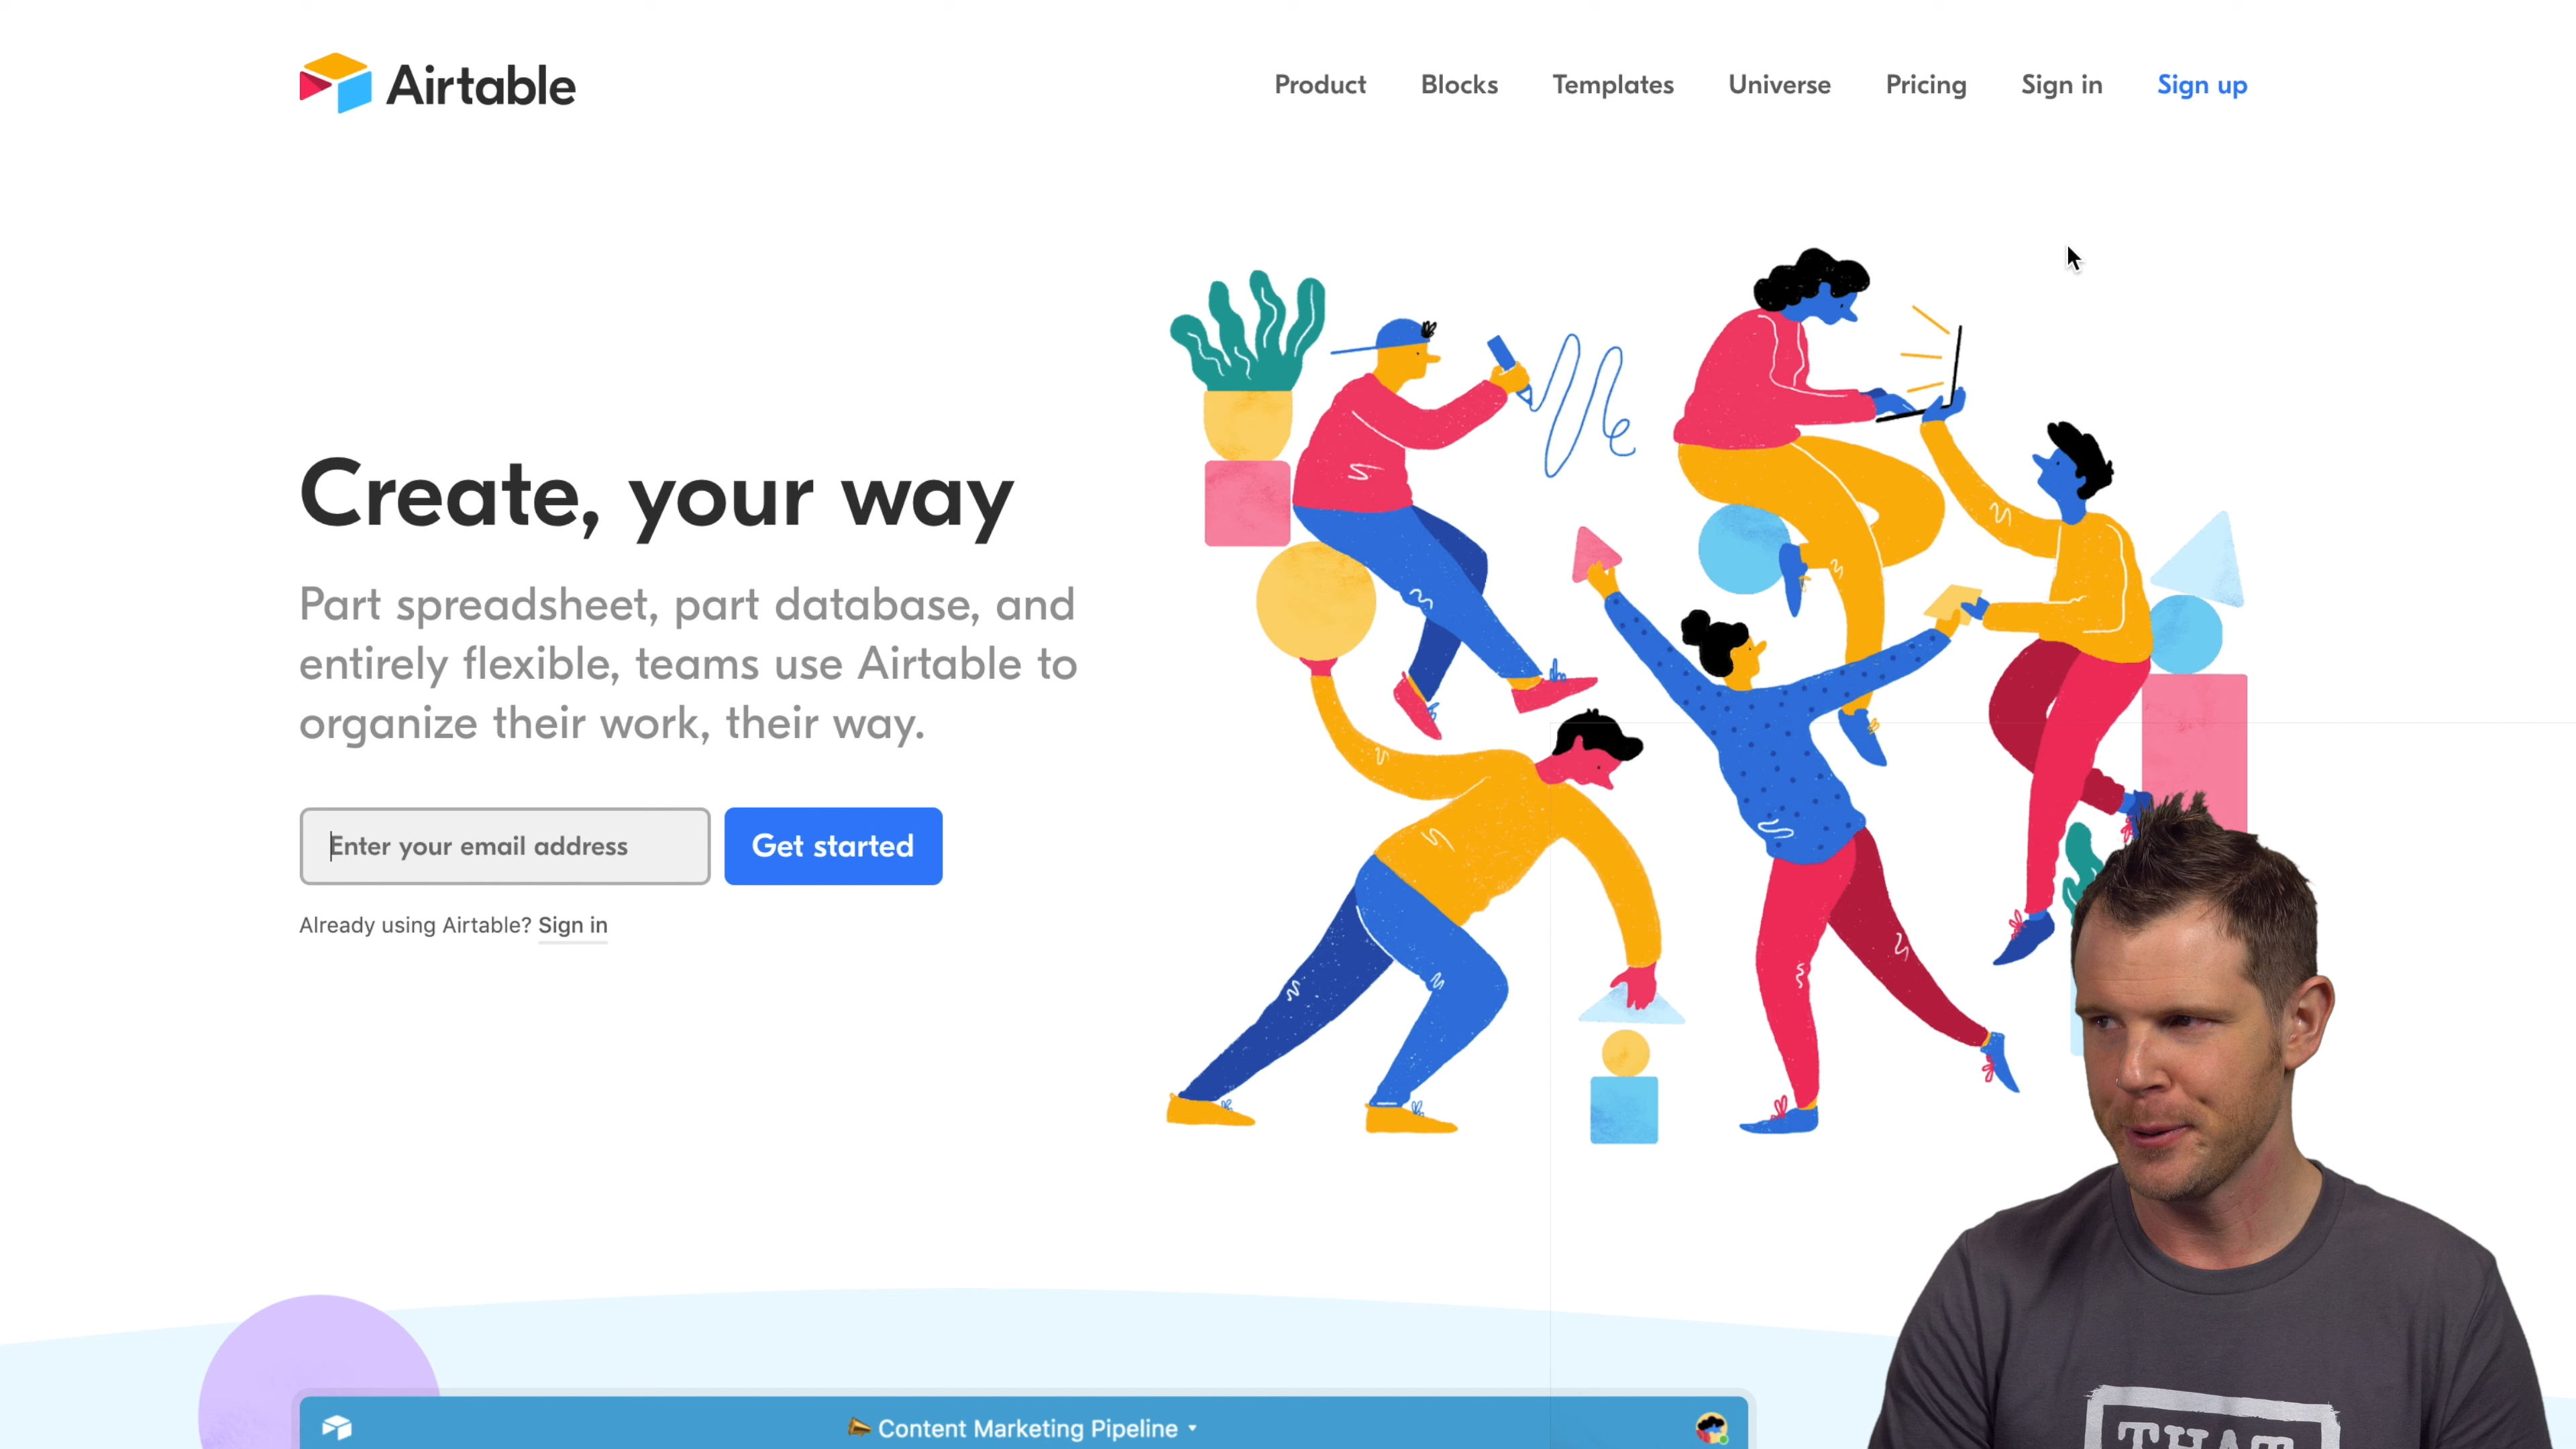 Airtable
Product Blocks Templates Universe Pricing Sign in Sign up
Create, your way
Part spreadsheet, part database, and
entirely flexible, teams use Airtable to
organize their work, their way.
Enter your email address
Get started
Already using Airtable? Sign in
Content Marketing Pipeline
THAT